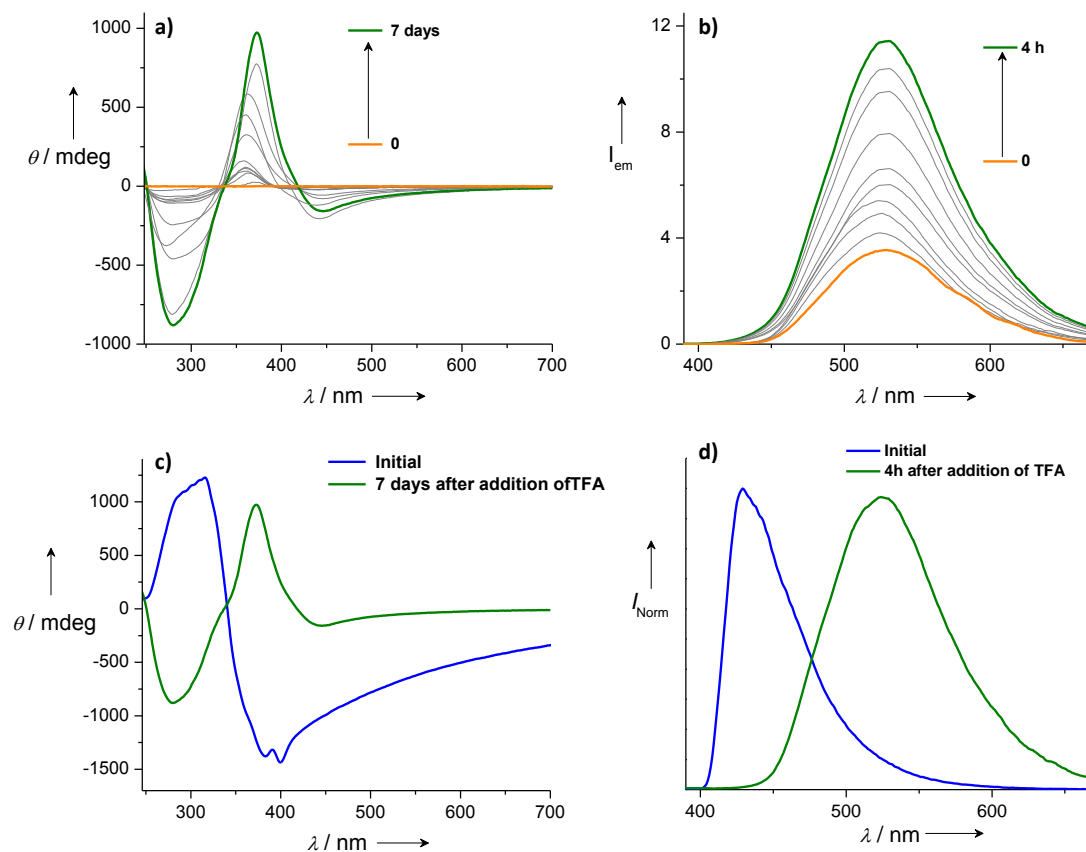 a)
7 days
0
1000
500
0
-500
-1000
θ / mdeg
300 400 500 600 700
λ / nm
b)
4 h
0
12
8
4
0
I em
400 500 600
λ / nm
c)
Initial
7 days after addition ofTFA
1000
500
0
-500
-1000
-1500
θ / mdeg
300 400 500 600 700
λ / nm
d)
Initial
4h after addition of TFA
I Norm
400 500 600
λ / nm